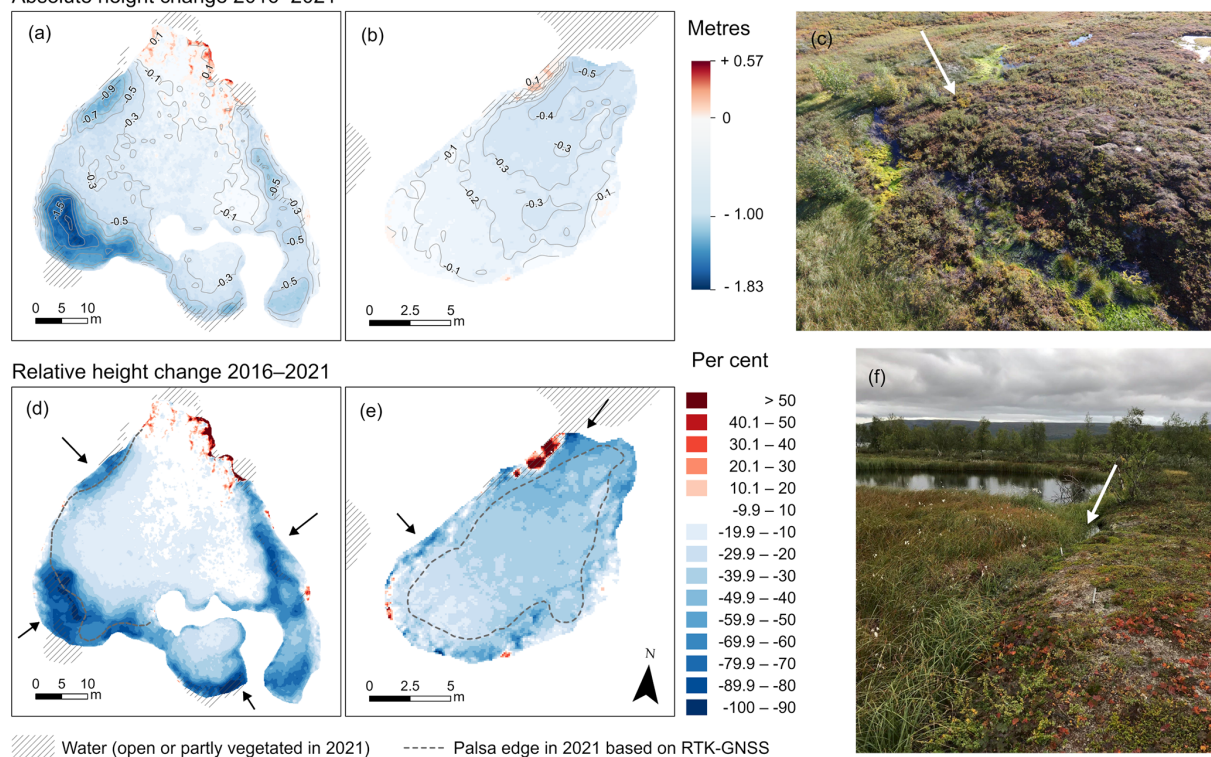 Absolute height change 2016–2021
(a)
0.1
0.1
-0.1
-0.9
-0.5
-0.7
-0.3
-0.3
-0.5
-1.5
-0.1
-0.3
-0.5
-0.5
-0.3
-0.5
0 5 10
m
(b)
0.1
-0.5
-0.4
-0.1
-0.3
-0.3
-0.2
-0.3
-0.1
-0.1
0 2.5 5
m
Metres
+ 0.57
0
- 1.00
- 1.83
(c)
Relative height change 2016–2021
(d)
0 5 10
m
(e)
N
0 2.5 5
m
Per cent
> 50
40.1 – 50
30.1 – 40
20.1 – 30
10.1 – 20
-9.9 – 10
-19.9 – -10
-29.9 – -20
-39.9 – -30
-49.9 – -40
-59.9 – -50
-69.9 – -60
-79.9 – -70
-89.9 – -80
-100 – -90
(f)
Water (open or partly vegetated in 2021)
Palsa edge in 2021 based on RTK-GNSS